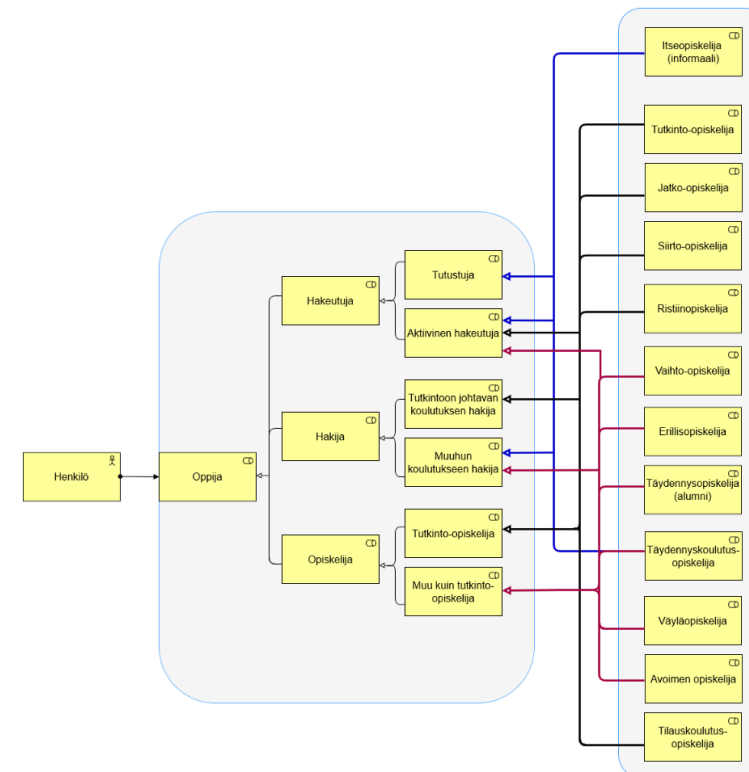 Henkilö
Oppija
Hakeutuja
Hakija
Opiskelija
Tutustuja
Aktiivinen hakeutuja
Tutkintoon johtavan
koulutuksen hakija
Muuhun
koulutukseen hakija
Tutkinto-opiskelija
Muu kuin tutkinto-
opiskelija
Itseopiskelija
(informaali)
Tutkinto-opiskelija
Jatko-opiskelija
Siirto-opiskelija
Ristiinopiskelija
Vaihto-opiskelija
Erillisopiskelija
Täydennysopiskelija
(alumni)
Täydennyskoulutus-
opiskelija
Väyläopiskelija
Avoimen opiskelija
Tilauskoulutus-
opiskelija